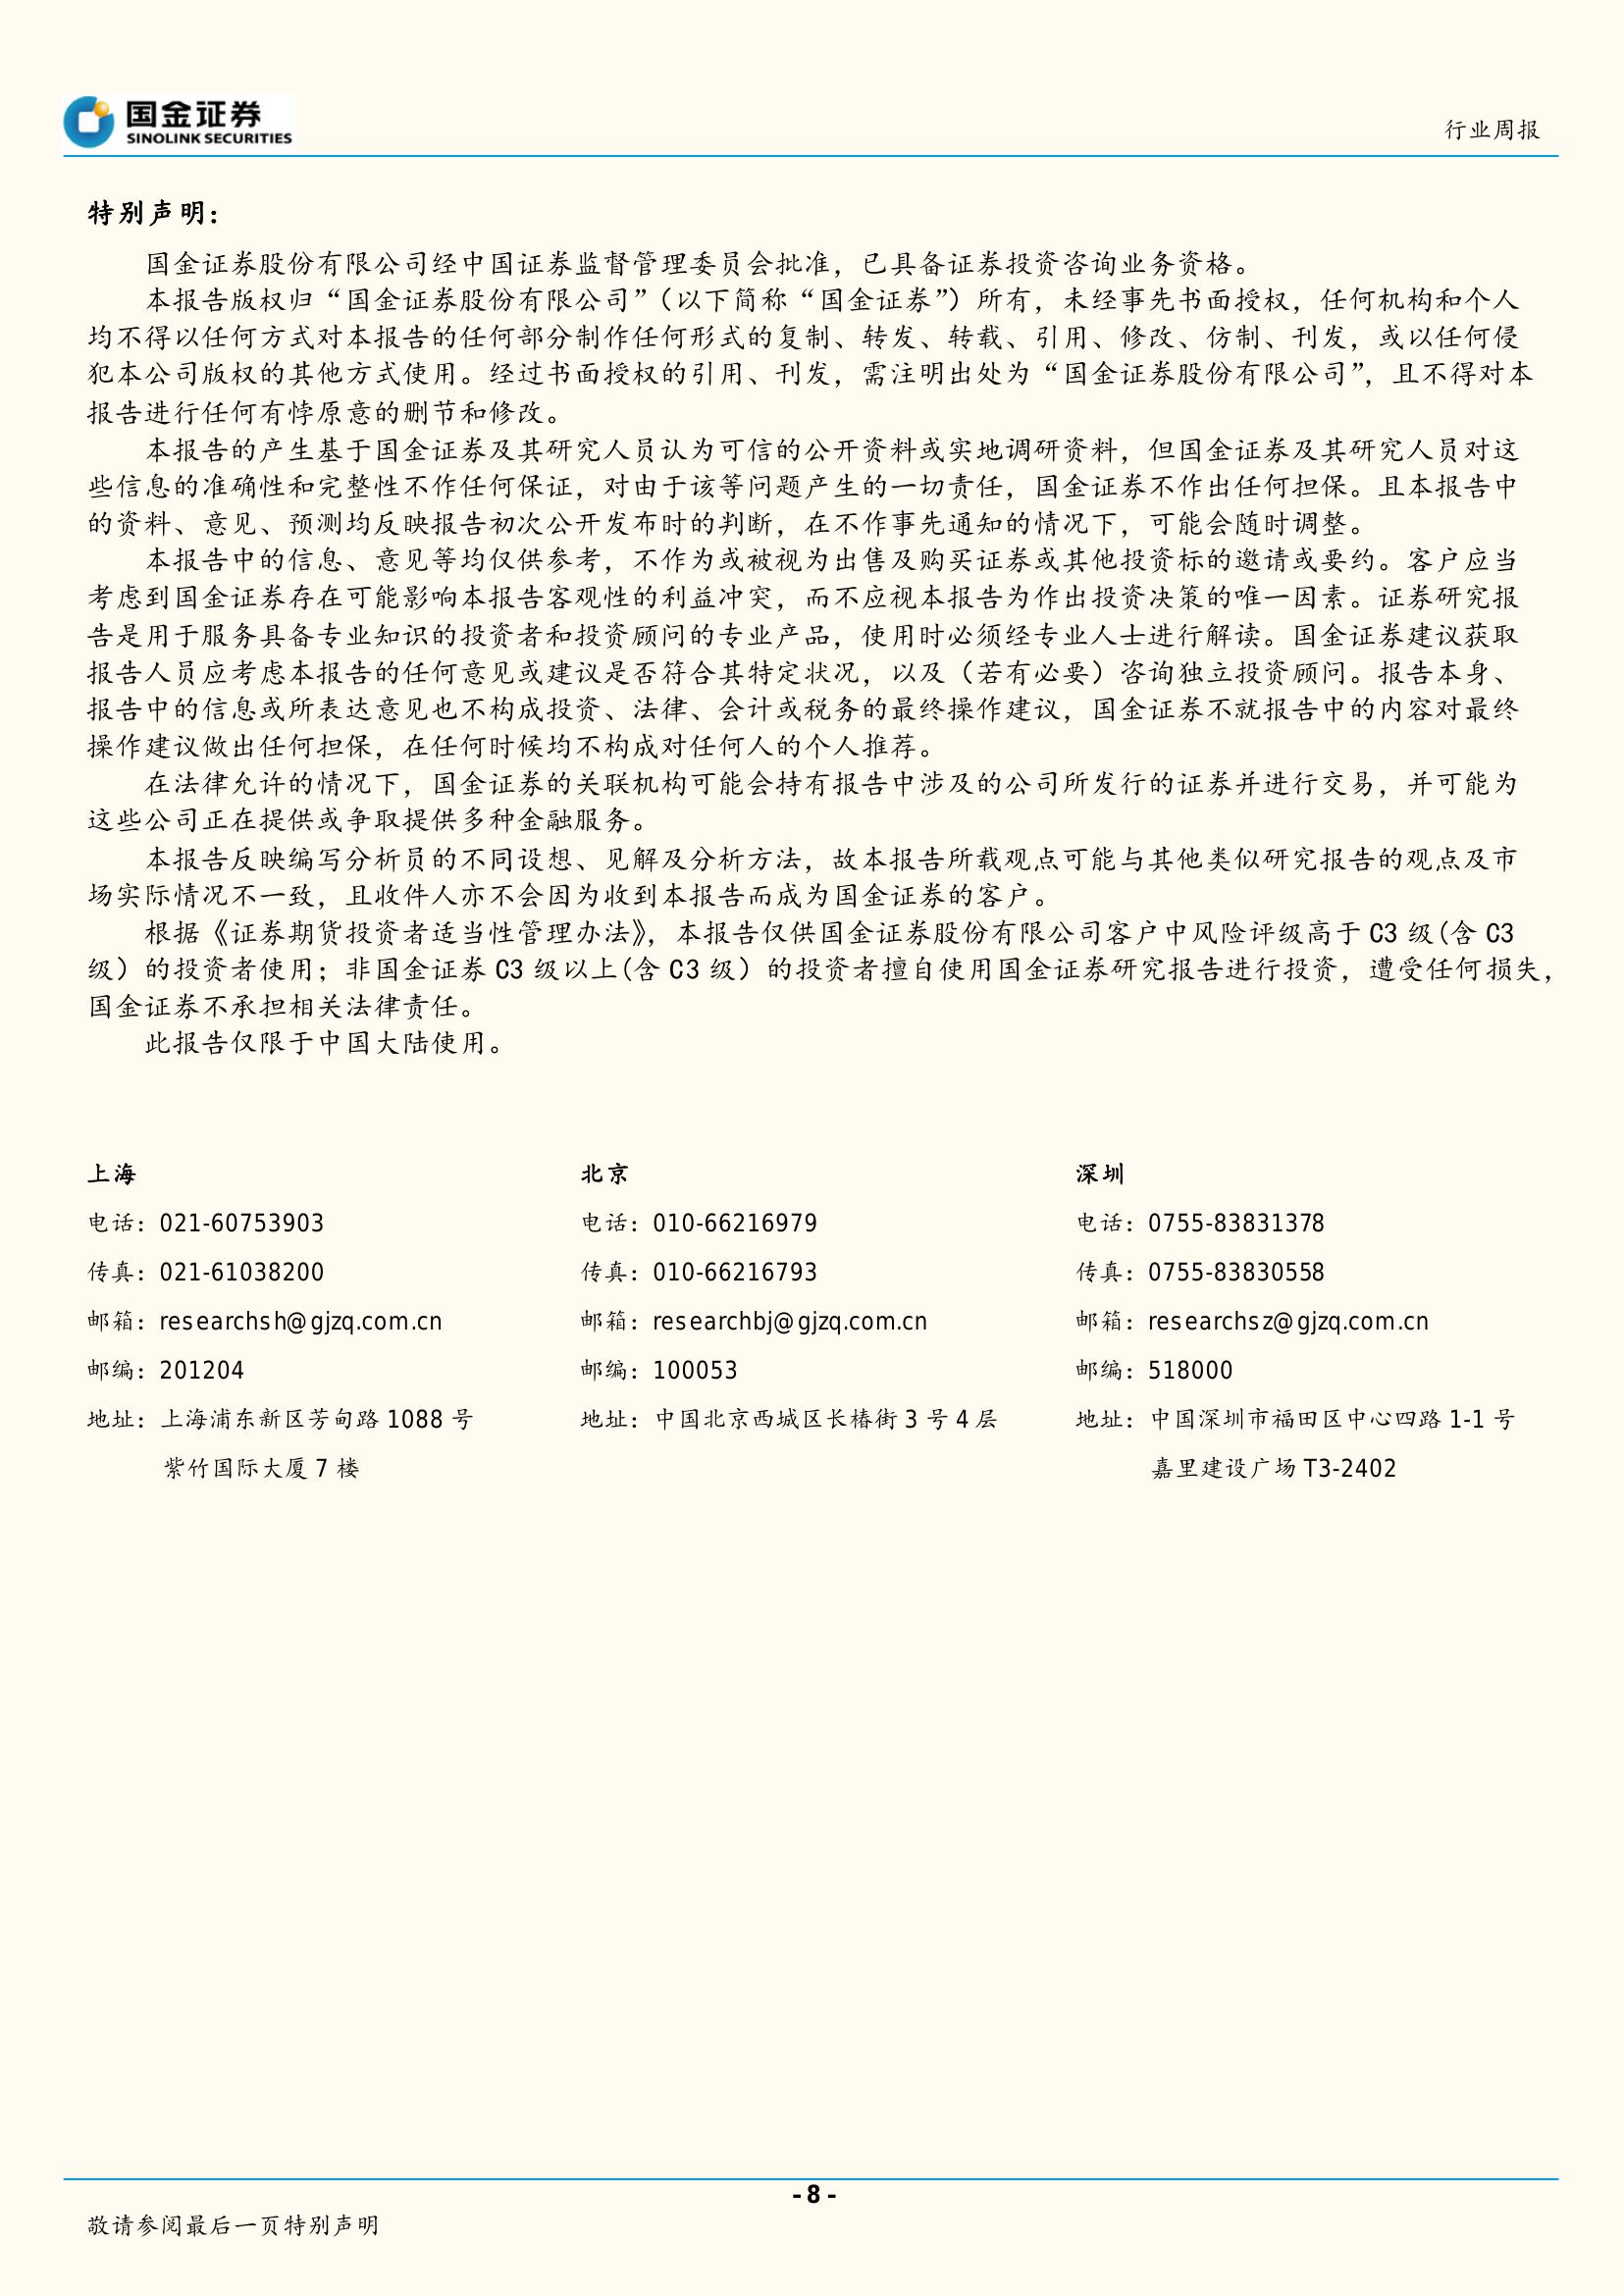 国金证券
SINOLINK SECURITIES
行业周报
特别声明：
国金证券股份有限公司经中国证券监督管理委员会批准，已具备证券投资咨询业务资格。
本报告版权归“国金证券股份有限公司”（以下简称“国金证券”）所有，未经事先书面授权，任何机构和个人
均不得以任何方式对本报告的任何部分制作任何形式的复制、转发、转载、引用、修改、仿制、刊发，或以任何侵
犯本公司版权的其他方式使用。经过书面授权的引用、刊发，需注明出处为“国金证券股份有限公司”，且不得对本
报告进行任何有悖原意的删节和修改。
本报告的产生基于国金证券及其研究人员认为可信的公开资料或实地调研资料，但国金证券及其研究人员对这
些信息的准确性和完整性不作任何保证，对由于该等问题产生的一切责任，国金证券不作出任何担保。且本报告中
的资料、意见、预测均反映报告初次公开发布时的判断，在不作事先通知的情况下，可能会随时调整。
本报告中的信息、意见等均仅供参考，不作为或被视为出售及购买证券或其他投资标的邀请或要约。客户应当
考虑到国金证券存在可能影响本报告客观性的利益冲突，而不应视本报告为作出投资决策的唯一因素。证券研究报
告是用于服务具备专业知识的投资者和投资顾问的专业产品，使用时必须经专业人士进行解读。国金证券建议获取
报告人员应考虑本报告的任何意见或建议是否符合其特定状况，以及（若有必要）咨询独立投资顾问。报告本身、
报告中的信息或所表达意见也不构成投资、法律、会计或税务的最终操作建议，国金证券不就报告中的内容对最终
操作建议做出任何担保，在任何时候均不构成对任何人的个人推荐。
在法律允许的情况下，国金证券的关联机构可能会持有报告中涉及的公司所发行的证券并进行交易，并可能为
这些公司正在提供或争取提供多种金融服务。
本报告反映编写分析员的不同设想、见解及分析方法，故本报告所载观点可能与其他类似研究报告的观点及市
场实际情况不一致，且收件人亦不会因为收到本报告而成为国金证券的客户。
根据《证券期货投资者适当性管理办法》，本报告仅供国金证券股份有限公司客户中风险评级高于 C3 级(含 C3
级）的投资者使用；非国金证券 C3 级以上(含 C3 级）的投资者擅自使用国金证券研究报告进行投资，遭受任何损失，
国金证券不承担相关法律责任。
此报告仅限于中国大陆使用。
上海
电话：021-60753903
传真：021-61038200
邮箱：researchsh@gjzq.com.cn
邮编：201204
地址：上海浦东新区芳甸路 1088 号
紫竹国际大厦 7 楼
北京
电话：010-66216979
传真：010-66216793
邮箱：researchbj@gjzq.com.cn
邮编：100053
地址：中国北京西城区长椿街 3 号 4 层
深圳
电话：0755-83831378
传真：0755-83830558
邮箱：researchsz@gjzq.com.cn
邮编：518000
地址：中国深圳市福田区中心四路 1-1 号
嘉里建设广场 T3-2402
- 8 -
敬请参阅最后一页特别声明